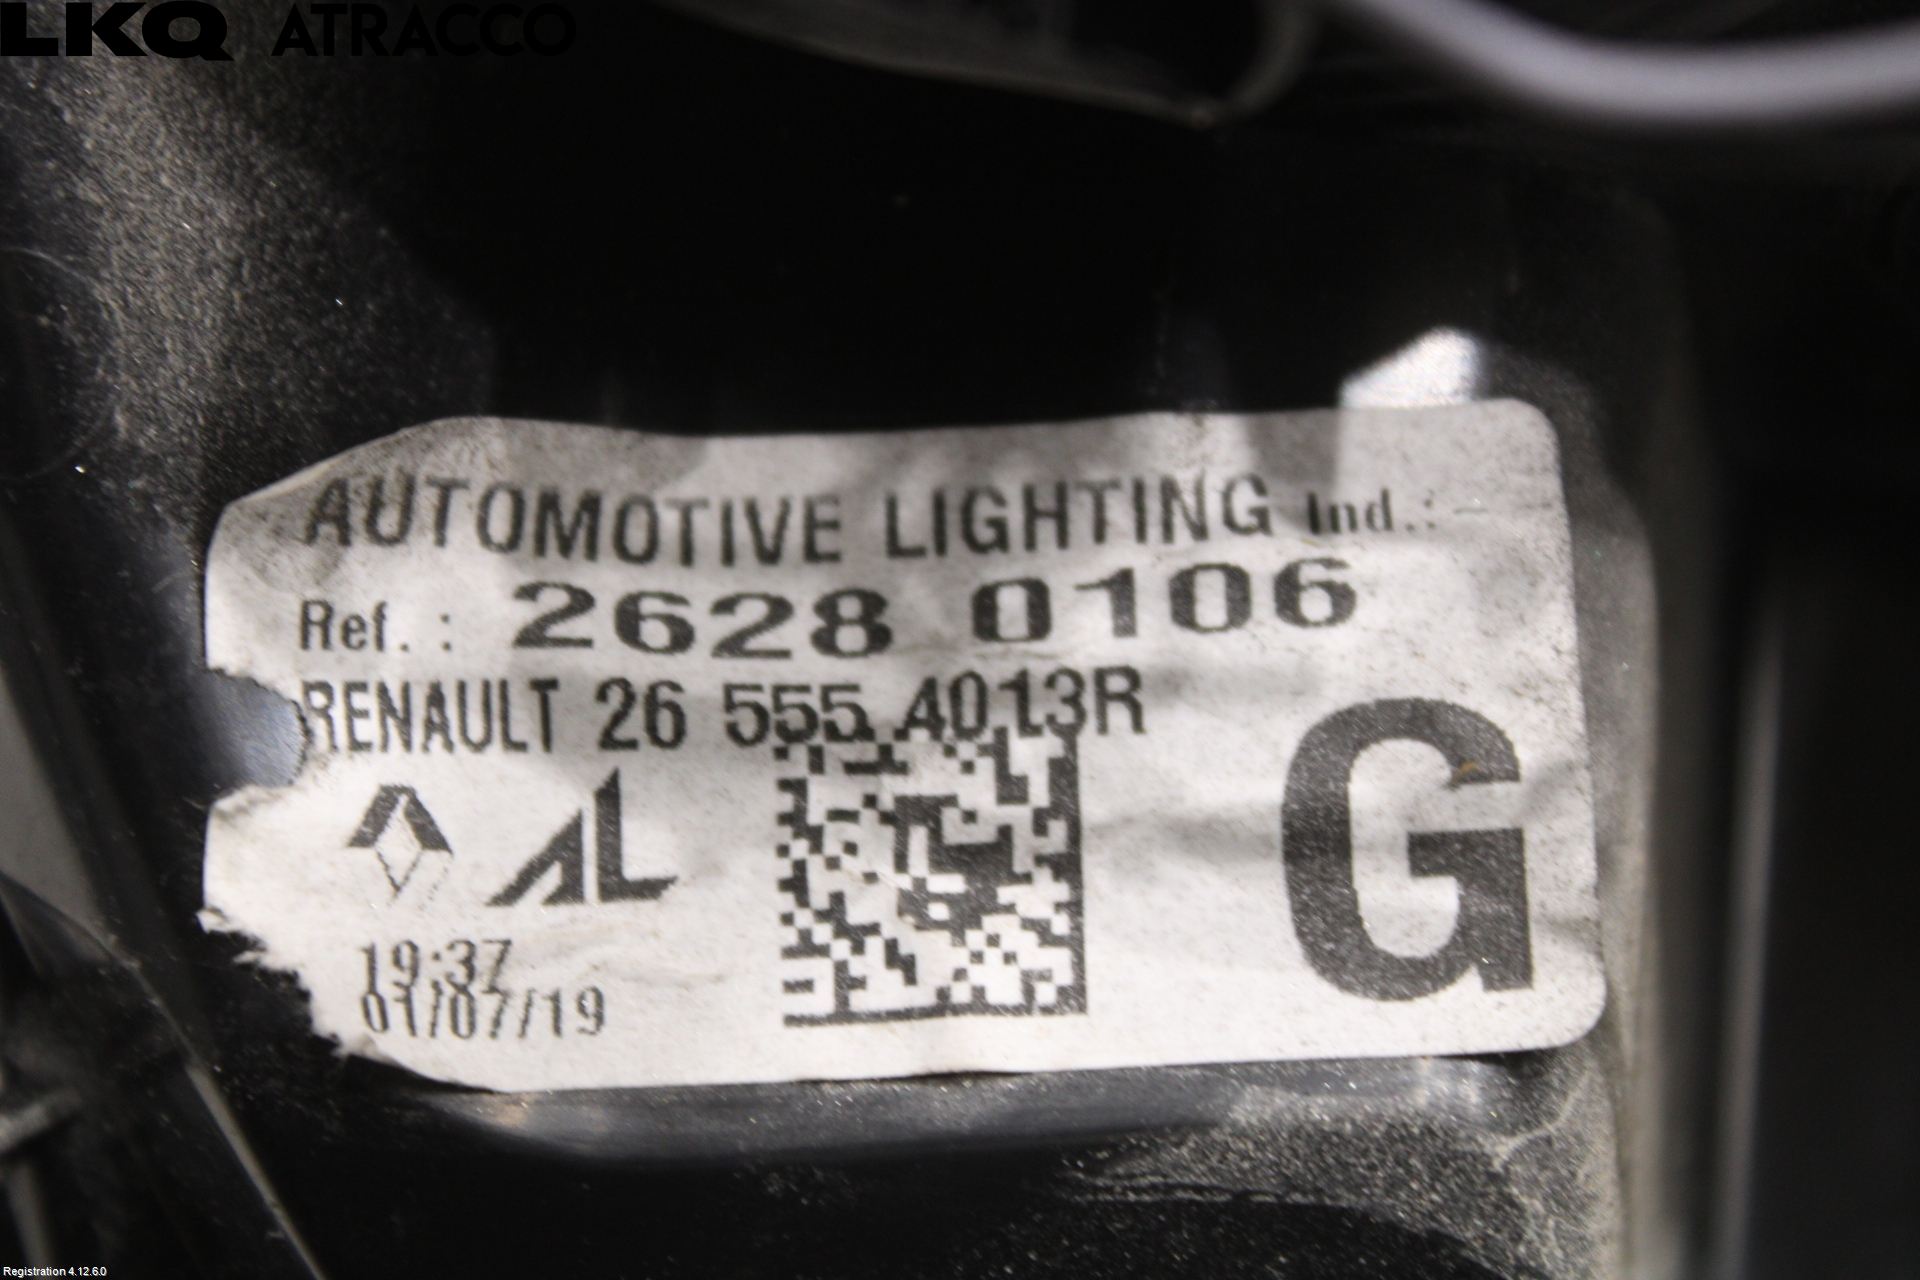 LKQ ATRACCO
AUTOMOTIVE LIGHTING Ind.: -
Ref. : 2628 0106
RENAULT 26 555 4013R
AL
G
19:37
01/07/19
Registration 4.12.6.0